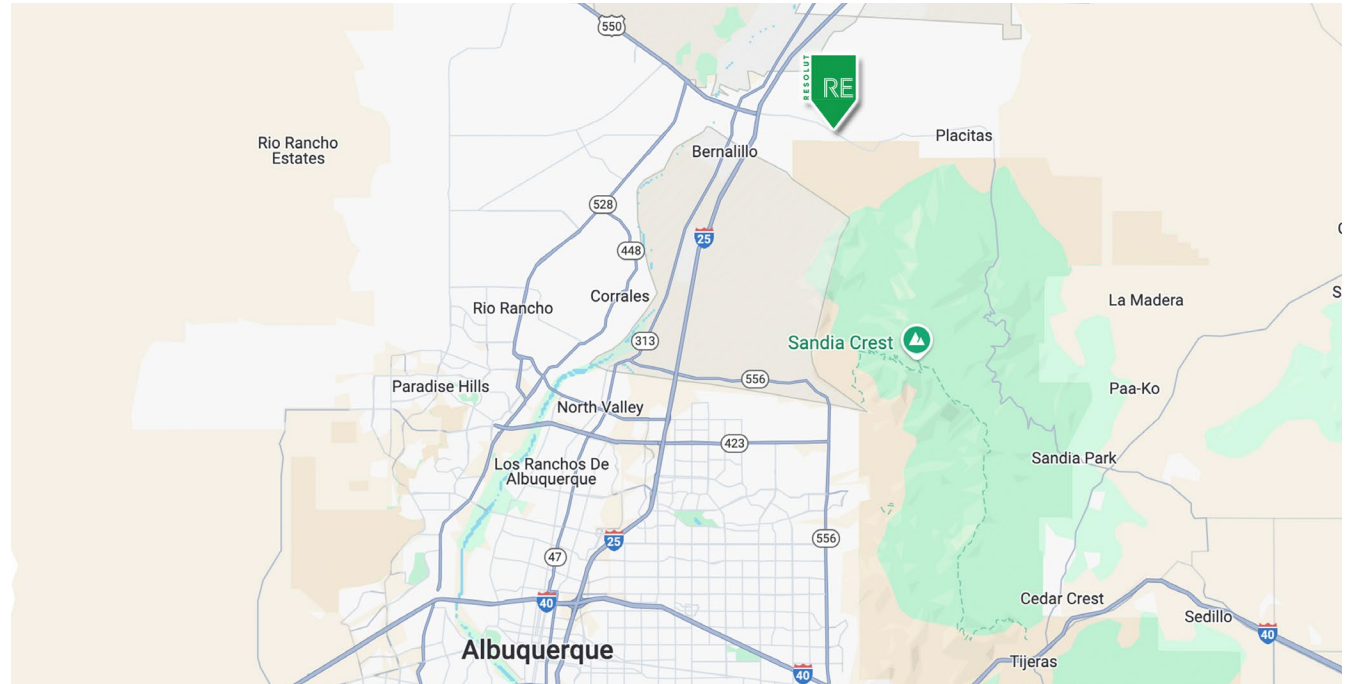 550
RESOLUT
RE
Rio Rancho
Estates
Placitas
Bernalillo
528
25
448
Rio Rancho
Corrales
La Madera
C
S
313
Sandia Crest
556
Paradise Hills
Paa-Ko
North Valley
423
Sandia Park
Los Ranchos De
Albuquerque
25
556
47
40
Cedar Crest
Sedillo
40
Albuquerque
Tijeras
40